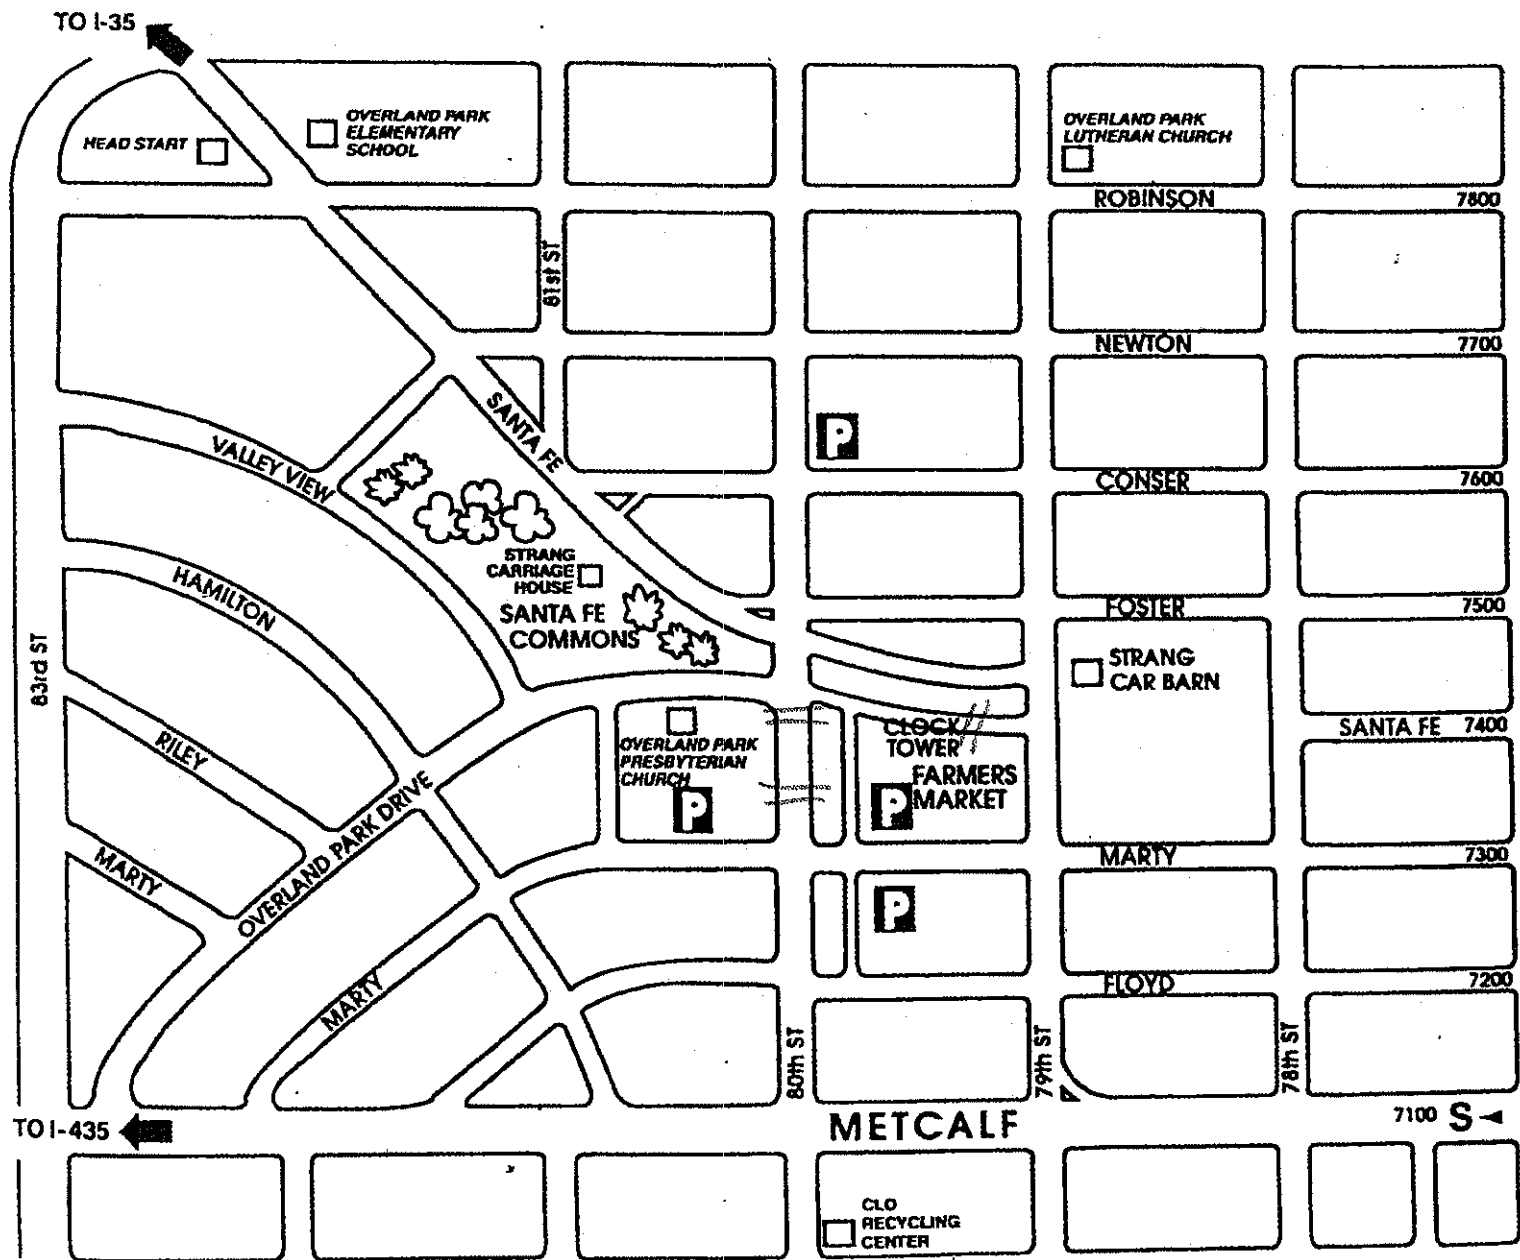 TO I-35
HEAD START
OVERLAND PARK
ELEMENTARY
SCHOOL
OVERLAND PARK
LUTHERAN CHURCH
ROBINSON
7800
81st ST
NEWTON
7700
SANTA FE
P
VALLEY VIEW
CONSER
7600
STRANG
CARRIAGE
HOUSE
SANTA FE
COMMONS
HAMILTON
FOSTER
7500
83rd ST
STRANG
CAR BARN
RILEY
OVERLAND PARK
PRESBYTERIAN
CHURCH
P
CLOCK
TOWER
FARMERS
MARKET
P
SANTA FE
7400
OVERLAND PARK DRIVE
MARTY
MARTY
7300
P
MARTY
FLOYD
7200
80th ST
79th ST
78th ST
TO I-435
METCALF
7100 S
CLO
RECYCLING
CENTER